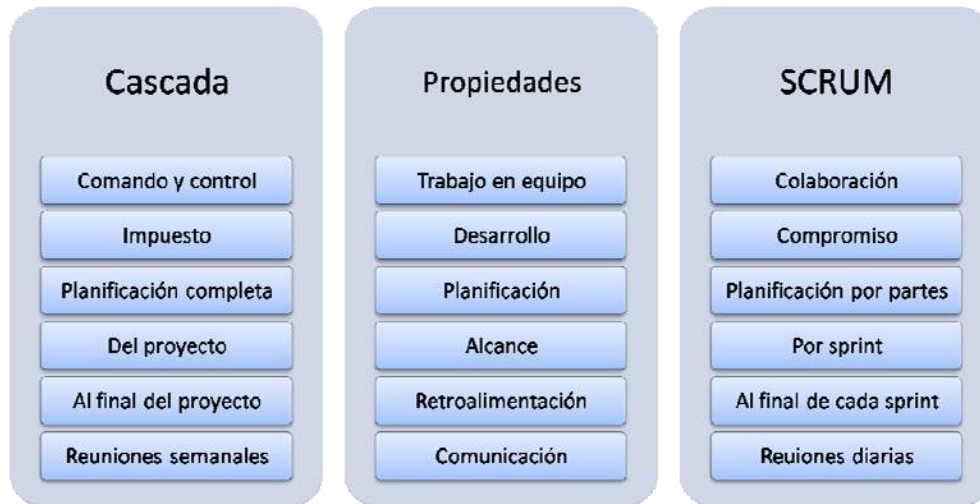 Cascada
Comando y control
Impuesto
Planificación completa
Del proyecto
Al final del proyecto
Reuniones semanales
Propiedades
Trabajo en equipo
Desarrollo
Planificación
Alcance
Retroalimentación
Comunicación
SCRUM
Colaboración
Compromiso
Planificación por partes
Por sprint
Al final de cada sprint
Reuiones diarias